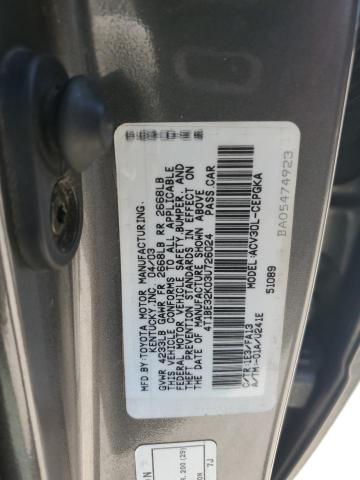 MFD. BY: TOYOTA MOTOR MANUFACTURING,
KENTUCKY, INC. 04/03
GVWR 4233LB GAWR FR 2668LB RR 2668LB
THIS VEHICLE CONFORMS TO ALL APPLICABLE
FEDERAL MOTOR VEHICLE SAFETY, BUMPER, AND
THEFT PREVENTION STANDARDS IN EFFECT ON
THE DATE OF MANUFACTURE SHOWN ABOVE.
4T1BE32K03U726024 PASS.CAR
C/TR:1E3/FA13 MODEL:ACV30L-CEPGKA
A/TM:-01A/U241E 51089
BA05474923
7J